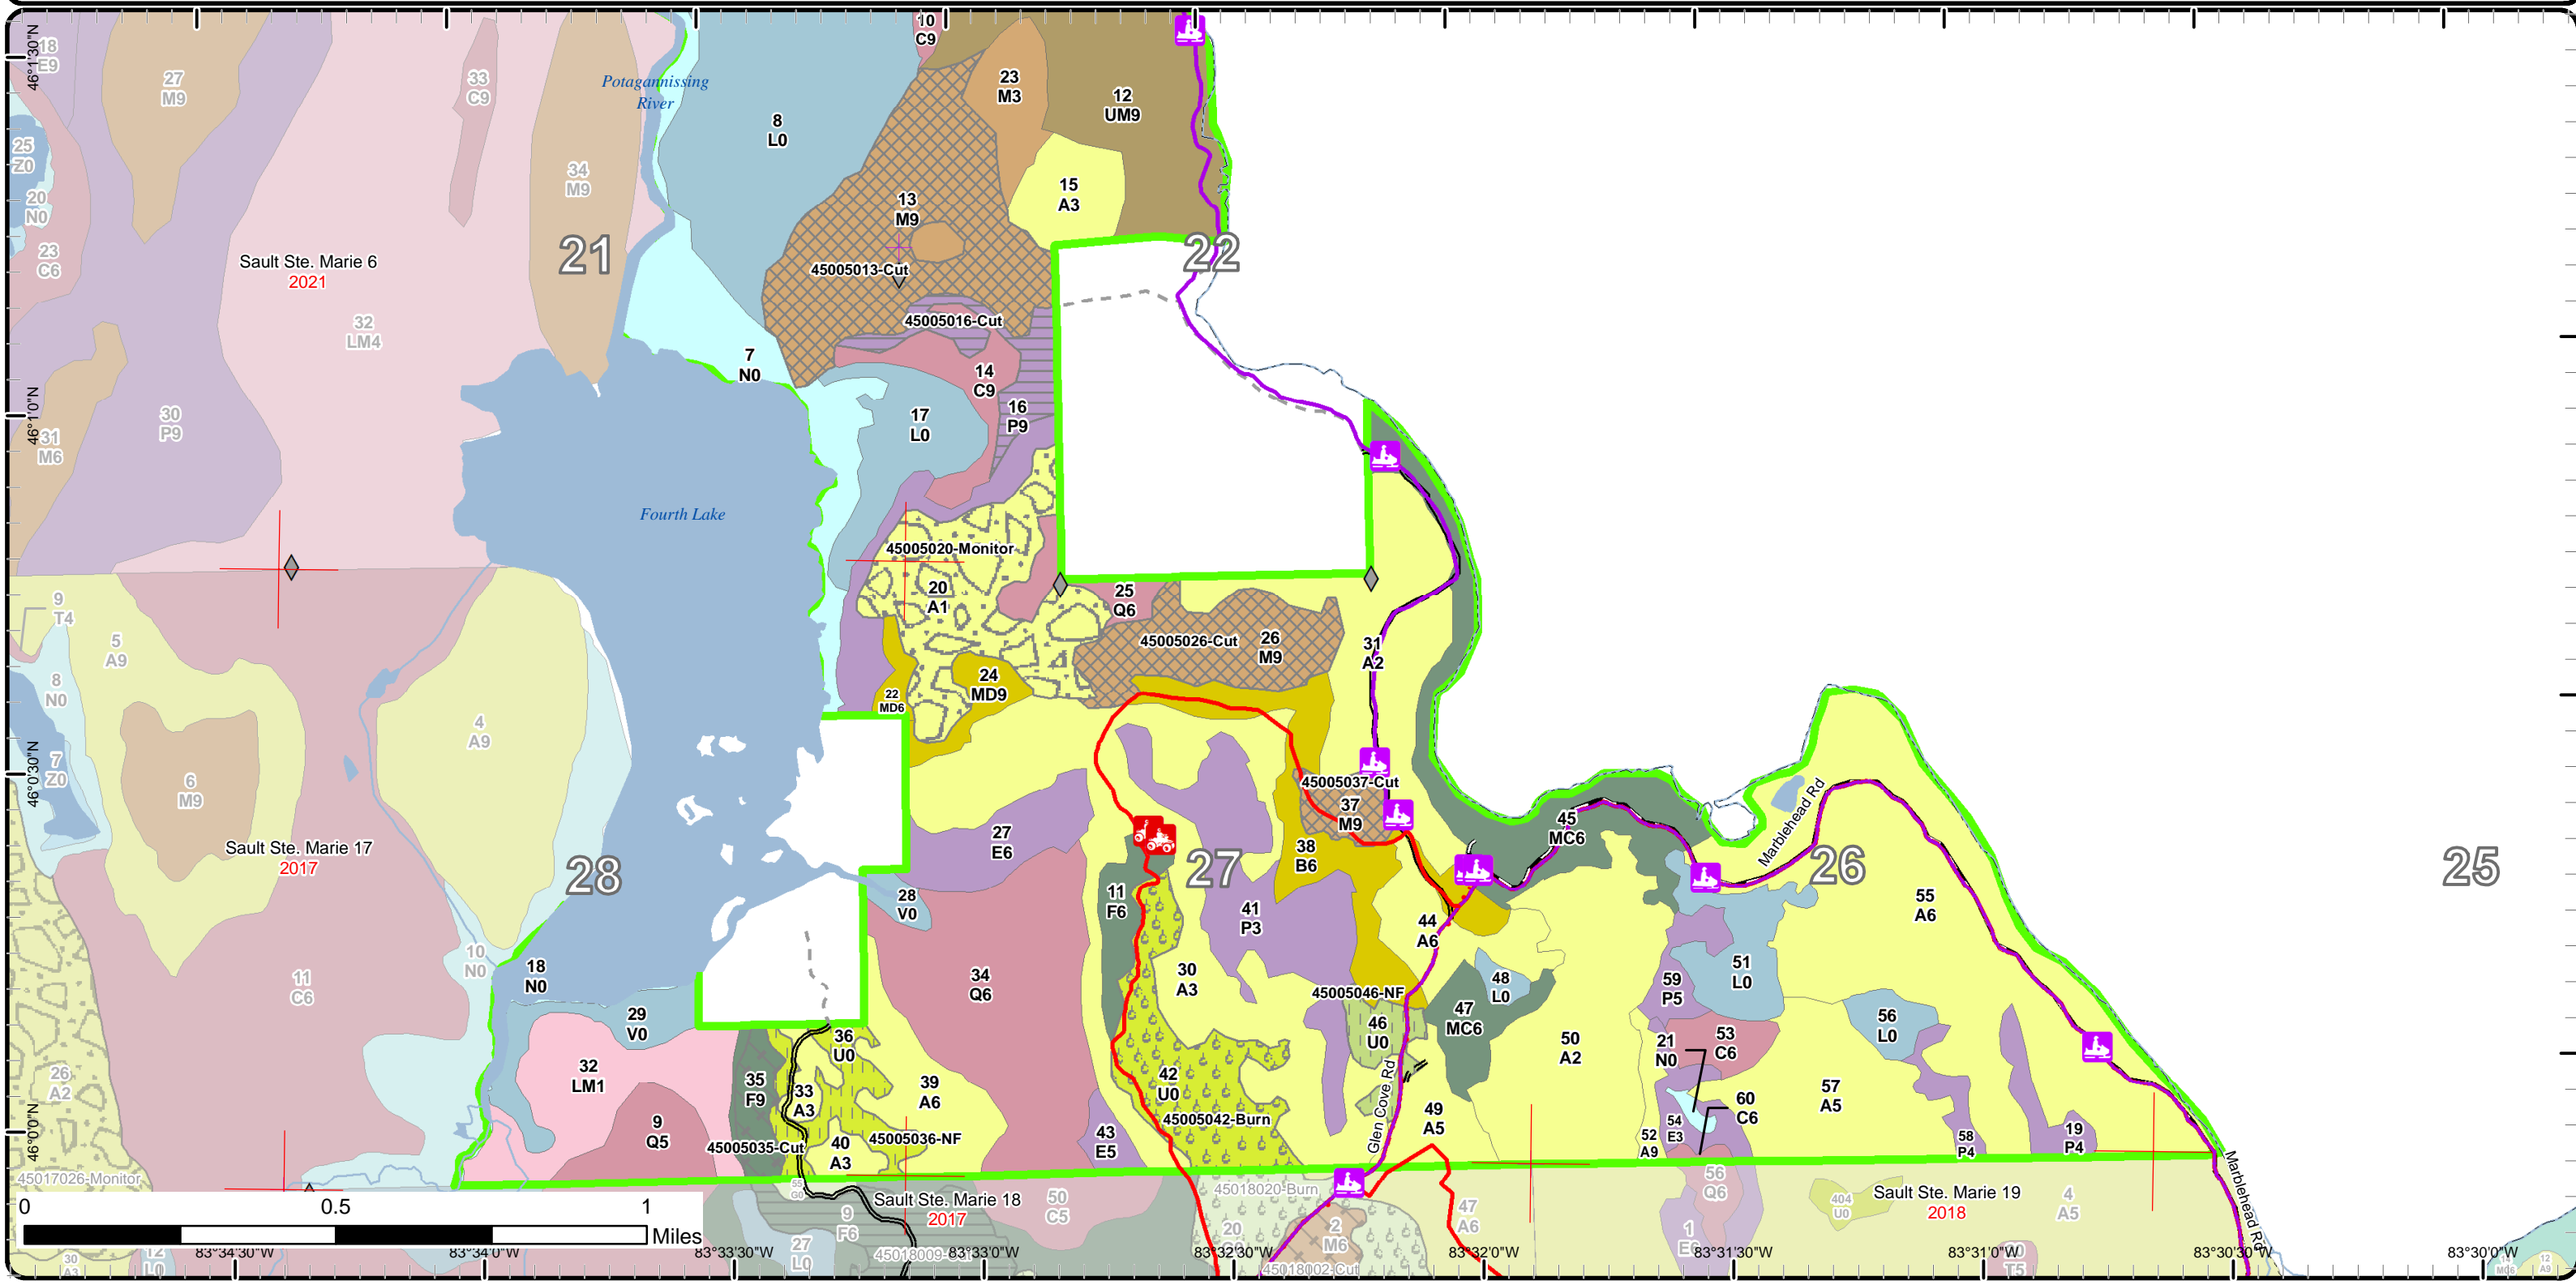 10
C9
18
E9
27
M9
33
C9
Potagannissing
River
8
L0
23
M3
12
UM9
46°1'30"N
25
Z0
34
M9
20
N0
15
A3
13
M9
23
C6
Sault Ste. Marie 6
2021
21
22
45005013-Cut
32
LM4
45005016-Cut
7
N0
14
C9
46°1'0"N
30
P9
31
M6
17
L0
16
P9
Fourth Lake
45005020-Monitor
20
A1
25
Q6
9
T4
5
A9
45005026-Cut
26
M9
31
A2
8
N0
24
MD9
22
MD6
4
A9
46°0'30"N
7
Z0
6
M9
45005037-Cut
37
M9
Marblehead Rd
45
MC6
27
E6
38
B6
Sault Ste. Marie 17
2017
28
27
26
25
28
V0
11
F6
41
P3
44
A6
55
A6
10
N0
18
N0
11
C6
34
Q6
30
A3
45005046-NF
48
L0
59
P5
51
L0
29
V0
36
U0
46
U0
47
MC6
50
A2
21
N0
53
C6
56
L0
26
A2
32
LM1
35
F9
33
A3
39
A6
42
U0
Glen Cove Rd
60
C6
57
A5
46°0'0"N
9
Q5
45005035-Cut
40
A3
45005036-NF
43
E5
45005042-Burn
49
A5
52
A9
54
E3
58
P4
19
P4
45017026-Monitor
55
G0
Sault Ste. Marie 18
2017
50
C5
45018020-Burn
56
Q6
Sault Ste. Marie 19
2018
404
U0
4
A5
Marblehead Rd
0 0.5 1
Miles
9
F6
20
2
M6
47
A6
1
30
A3
12
L0
27
L0
45018002-Cut
T5
MC6
12
A9
83°34'30"W 83°34'0"W 83°33'30"W 83°33'0"W 83°32'30"W 83°32'0"W 83°31'30"W 83°31'0"W 83°30'30"W 83°30'0"W